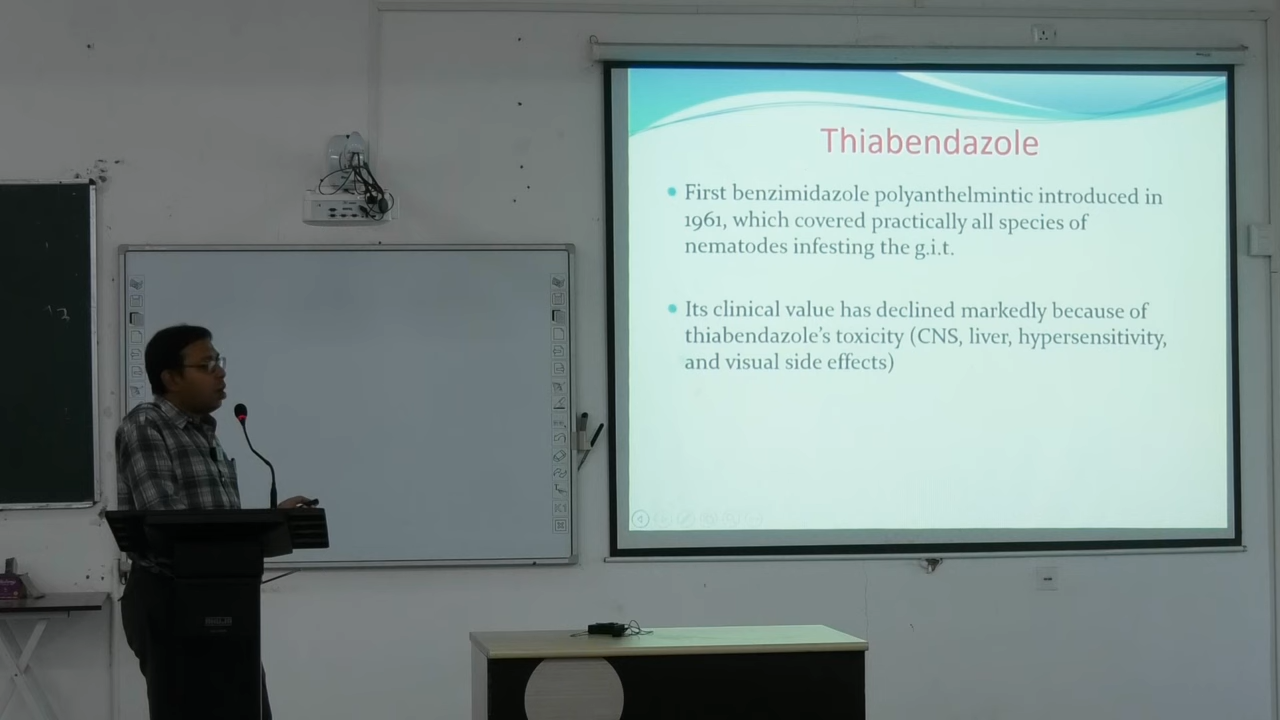 Thiabendazole
First benzimidazole polyanthelmintic introduced in
1961, which covered practically all species of
nematodes infesting the g.i.t.
Its clinical value has declined markedly because of
thiabendazole's toxicity (CNS, liver, hypersensitivity,
and visual side effects)